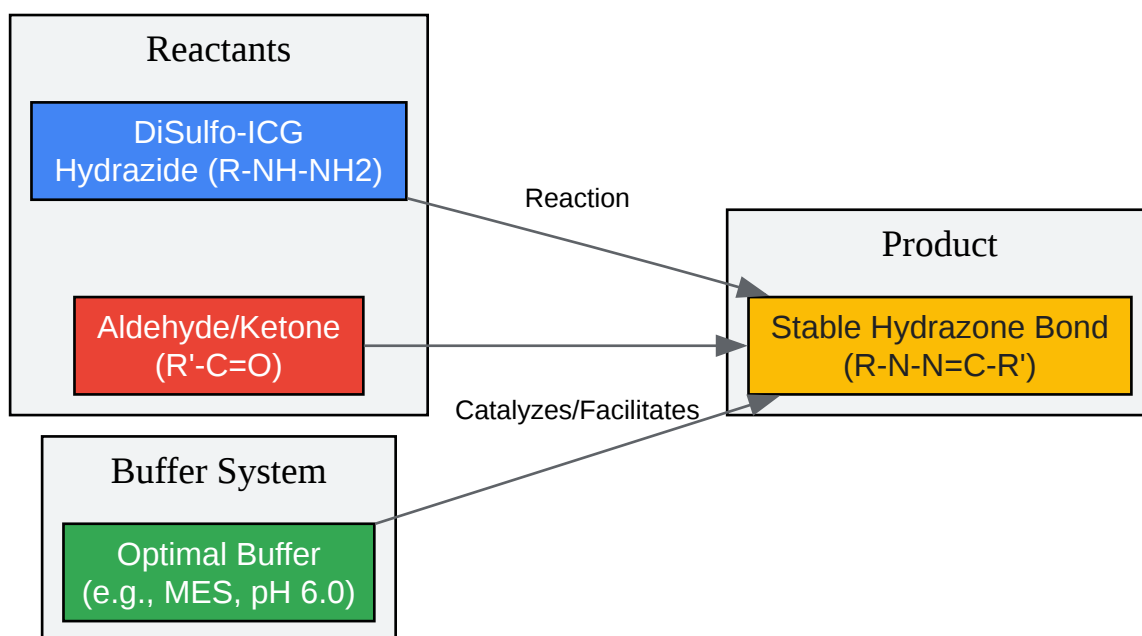 Reactants
DiSulfo-ICG
Hydrazide (R-NH-NH2)
Reaction
Aldehyde/Ketone
(R'-C=O)
Product
Stable Hydrazone Bond
(R-N-N=C-R')
Catalyzes/Facilitates
Buffer System
Optimal Buffer
(e.g., MES, pH 6.0)